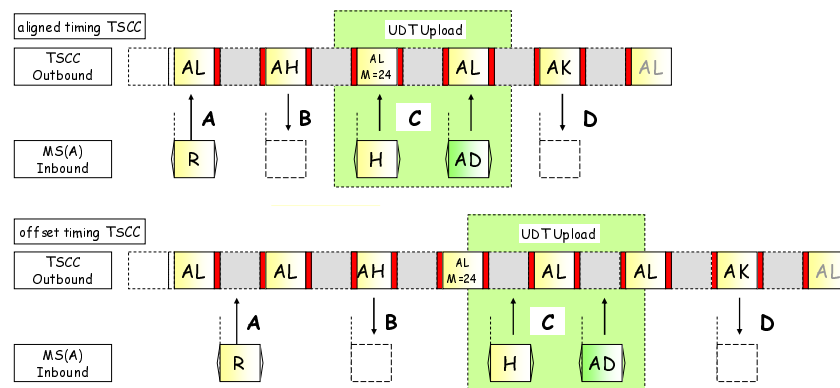 aligned timing TSCC
UDT Upload
TSCC
Outbound
AL
AH
AL
M=24
AL
AK
AL
A
B
C
D
MS(A)
Inbound
R
H
AD
offset timing TSCC
UDT Upload
TSCC
Outbound
AL
AL
AH
AL
M=24
AL
AL
AK
AL
A
B
C
D
MS(A)
Inbound
R
H
AD